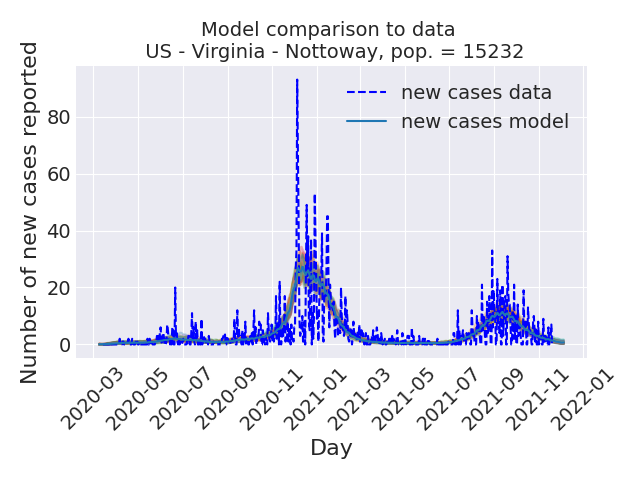 Model comparison to data
US - Virginia - Nottoway, pop. = 15232
Number of new cases reported
80
60
40
20
0
new cases data
new cases model
2020-03
2020-05
2020-07
2020-09
2020-11
2021-01
2021-03
2021-05
2021-07
2021-09
2021-11
2022-01
Day